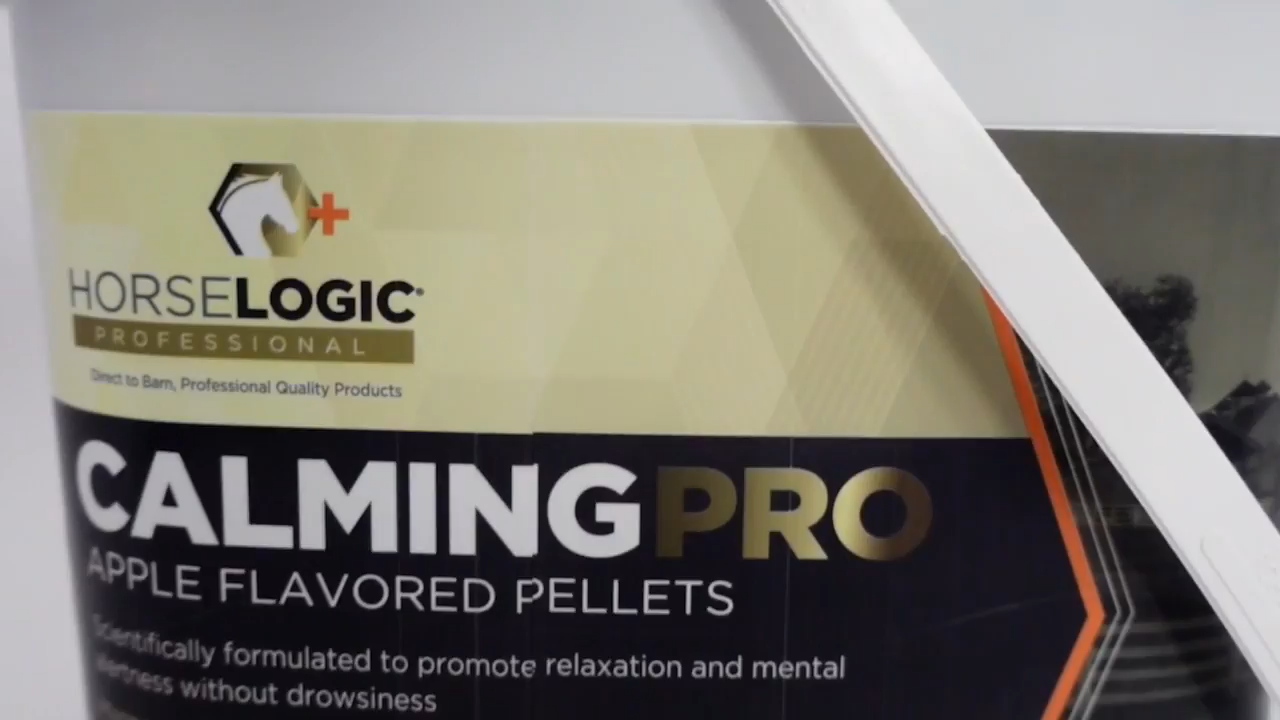 HORSELOGIC®
PROFESSIONAL
Direct to Barn, Professional Quality Products
CALMINGPRO
APPLE FLAVORED PELLETS
Scientifically formulated to promote relaxation and mental
alertness without drowsiness